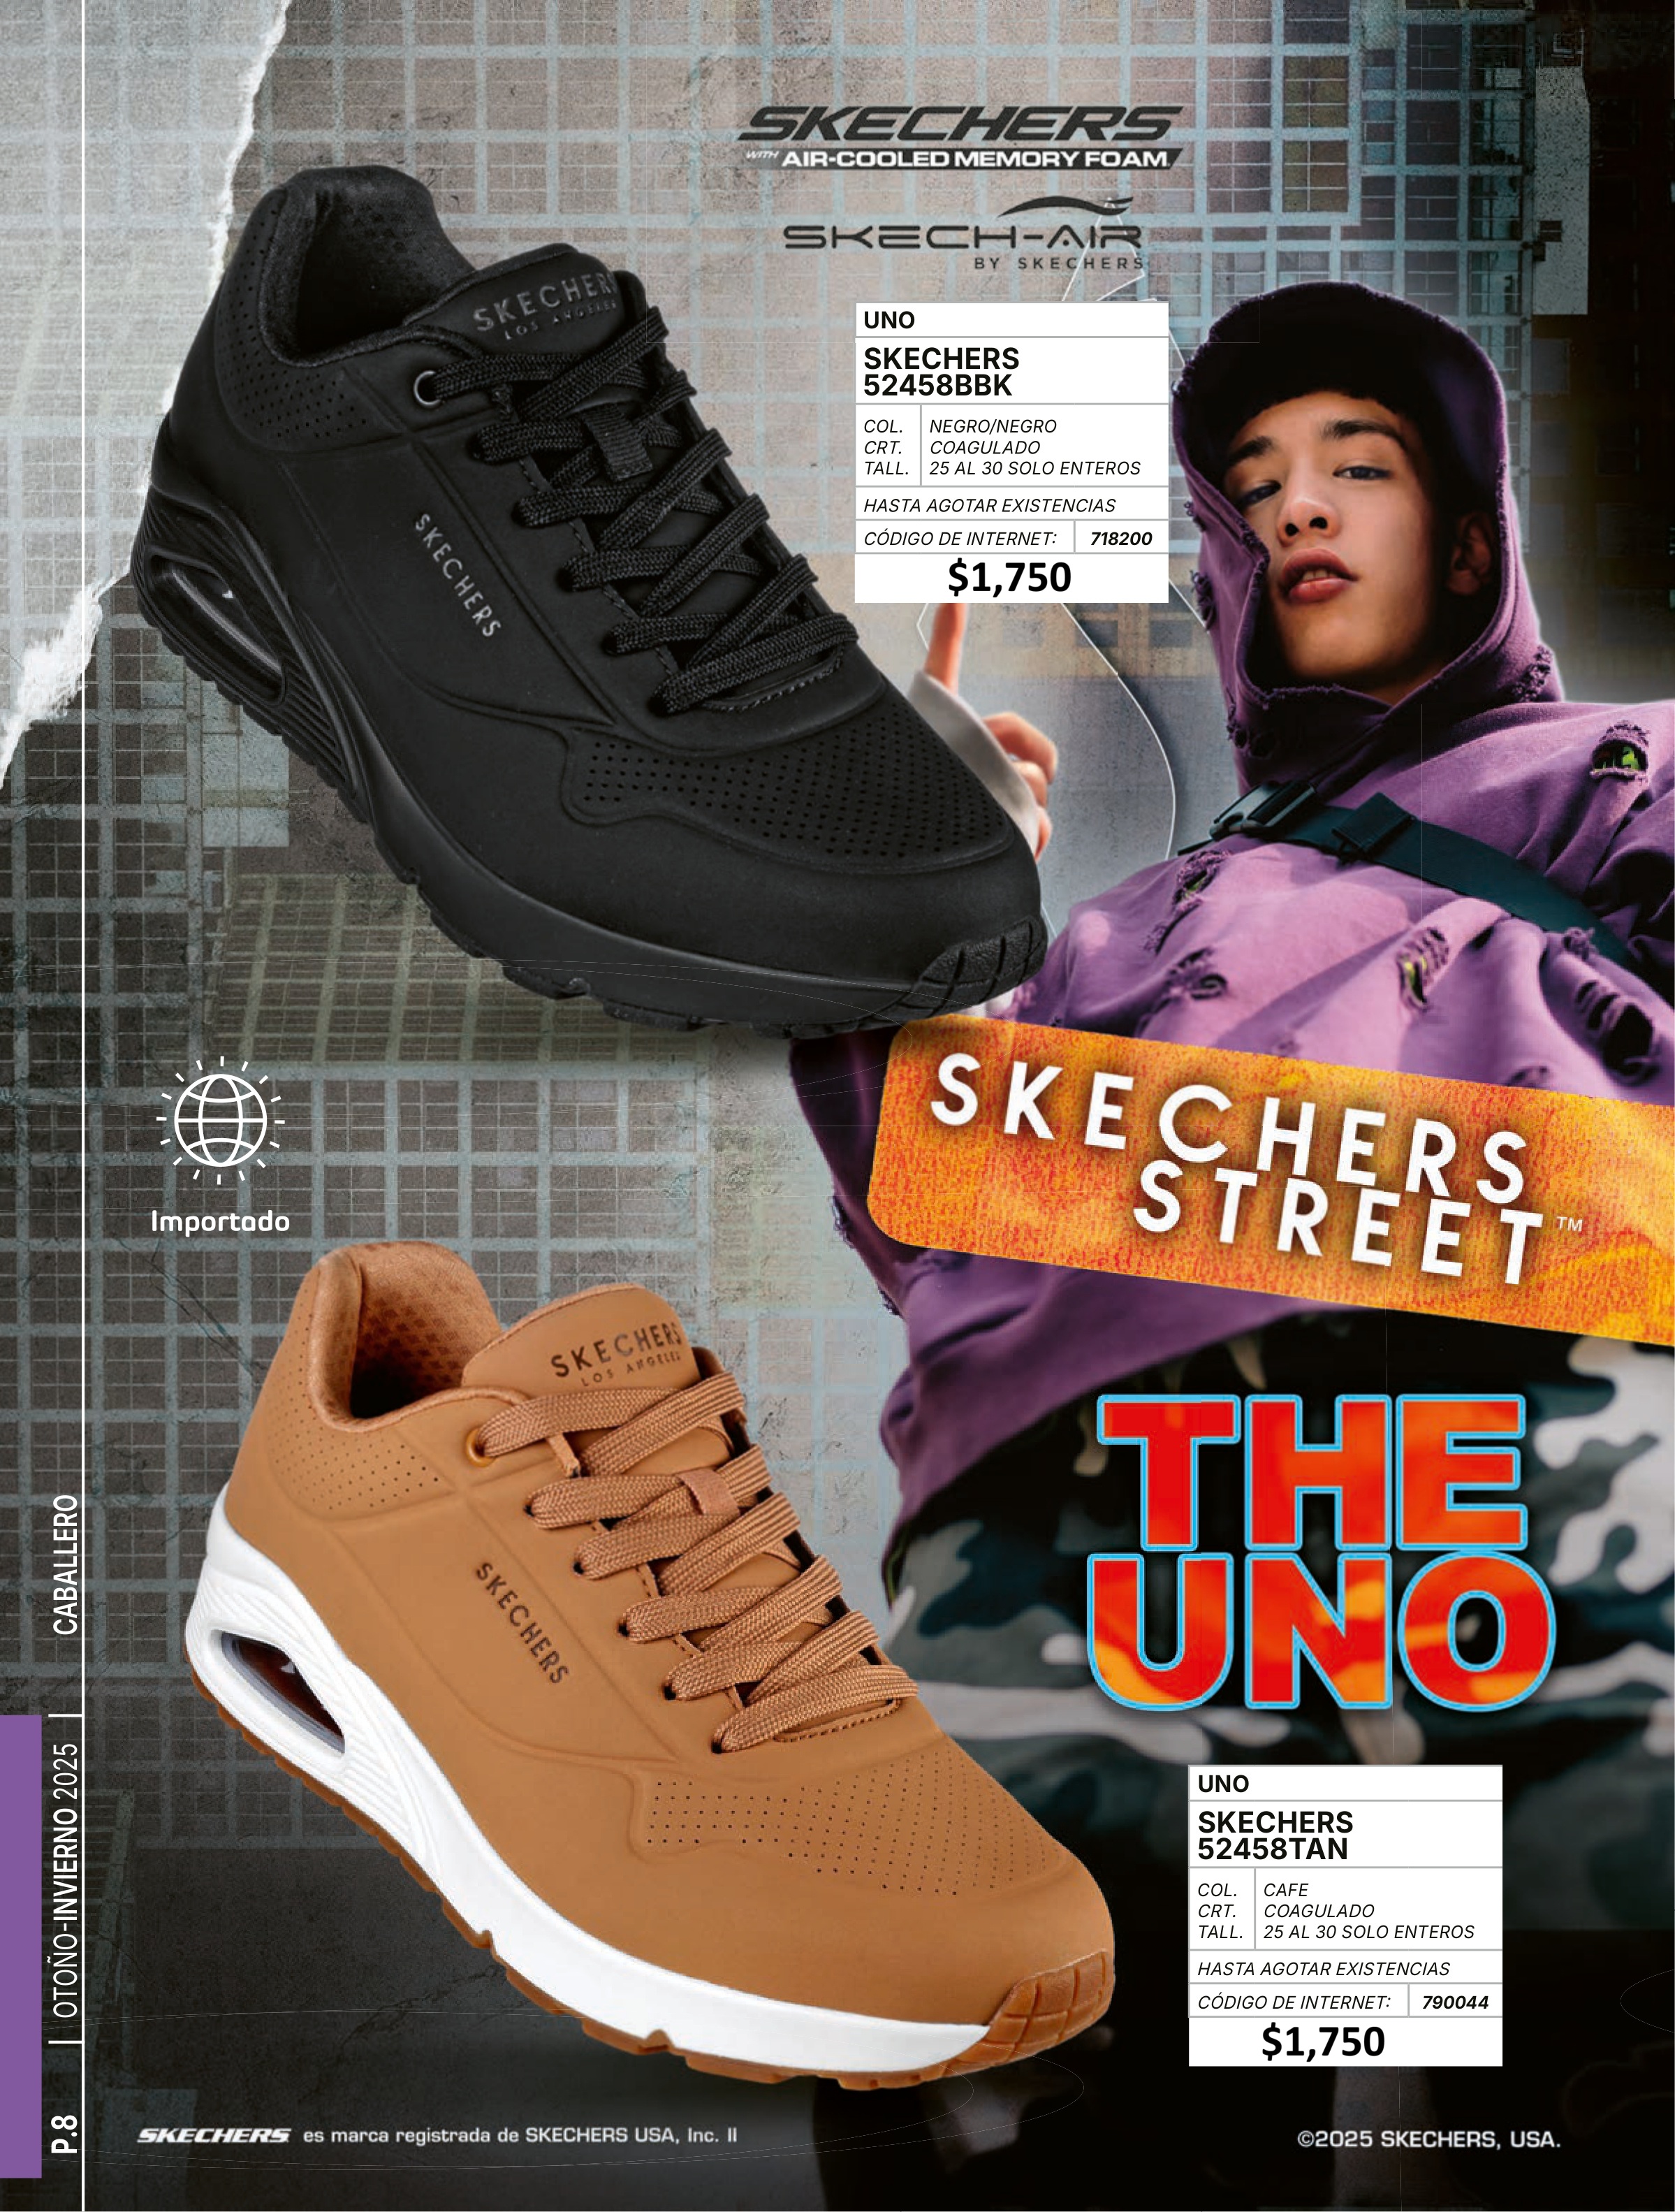 SKECHERS
WITH AIR-COOLED MEMORY FOAM
SKECH-AIR
BY SKECHERS
SKECHER
LOS ANGELES
SKECHERS
UNO
SKECHERS
52458BBK
COL. NEGRO/NEGRO
CRT. COAGULADO
TALL. 25 AL 30 SOLO ENTEROS
HASTA AGOTAR EXISTENCIAS
CÓDIGO DE INTERNET: 718200
$1,750
SKECHERS
STREET™
Importado
SKECHERS
LOS ANGELES
SKECHERS
THE
UNO
UNO
SKECHERS
52458TAN
COL. CAFE
CRT. COAGULADO
TALL. 25 AL 30 SOLO ENTEROS
HASTA AGOTAR EXISTENCIAS
CÓDIGO DE INTERNET: 790044
$1,750
P.8 | OTOÑO-INVIERNO 2025 | CABALLERO
SKECHERS es marca registrada de SKECHERS USA, Inc. II
©2025 SKECHERS, USA.